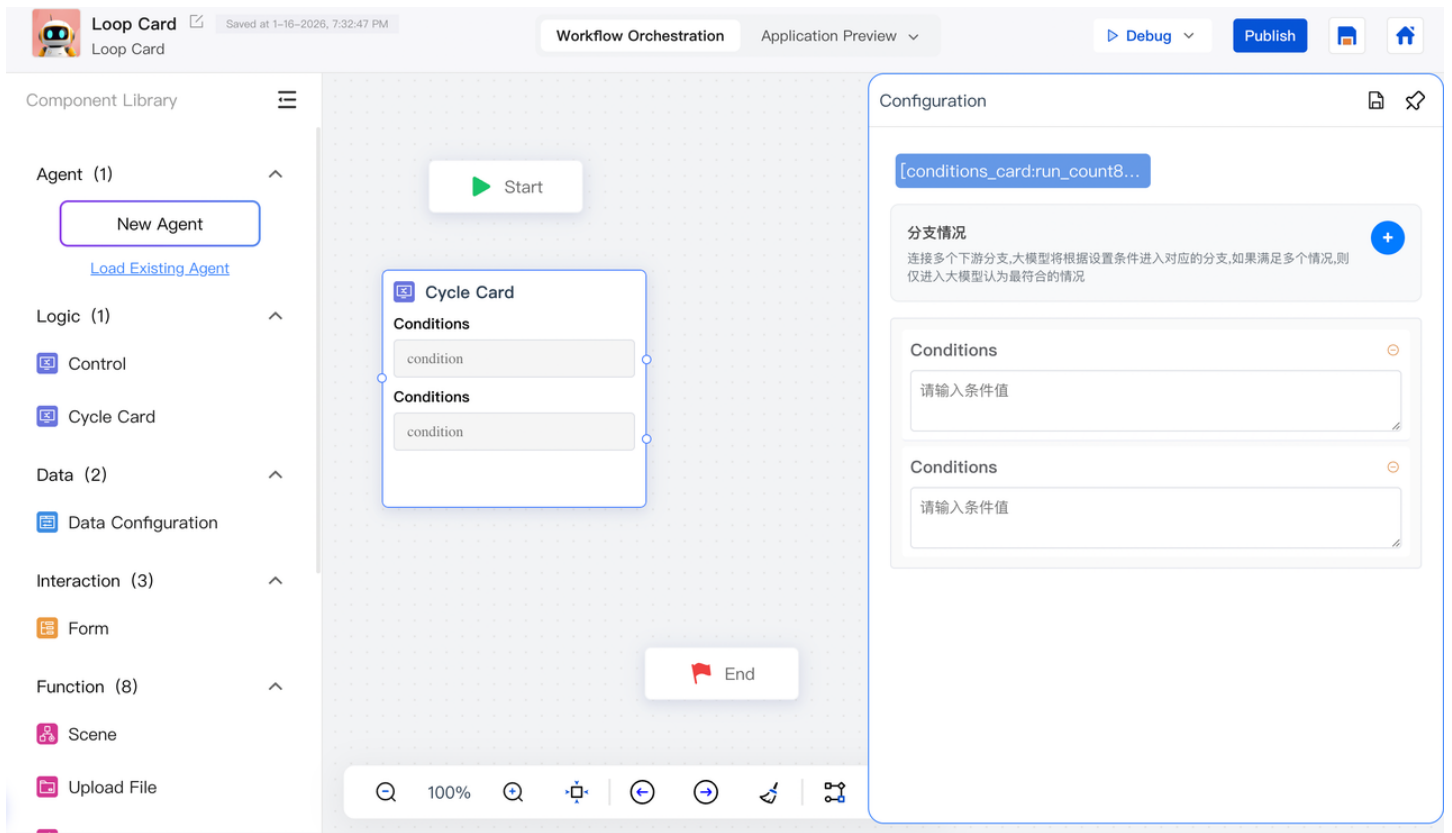 Loop Card
Saved at 1-16-2026, 7:32:47 PM
Loop Card
Workflow Orchestration
Application Preview
Debug
Publish
Component Library
Agent (1)
New Agent
Load Existing Agent
Logic (1)
Control
Cycle Card
Data (2)
Data Configuration
Interaction (3)
Form
Function (8)
Scene
Upload File
Start
Cycle Card
Conditions
condition
Conditions
condition
End
100%
Configuration
[conditions_card:run_count8...
分支情况
连接多个下游分支,大模型将根据设置条件进入对应的分支,如果满足多个情况,则
仅进入大模型认为最符合的情况
Conditions
请输入条件值
Conditions
请输入条件值